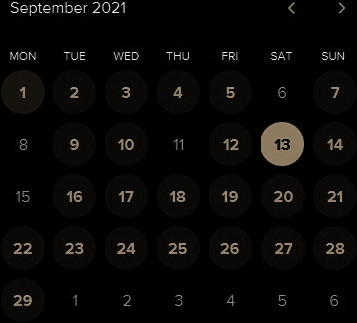 September 2021 < >
MON TUE WED THU FRI SAT SUN
1 2 3 4 5 6 7
8 9 10 11 12 13 14
15 16 17 18 19 20 21
22 23 24 25 26 27 28
29 1 2 3 4 5 6